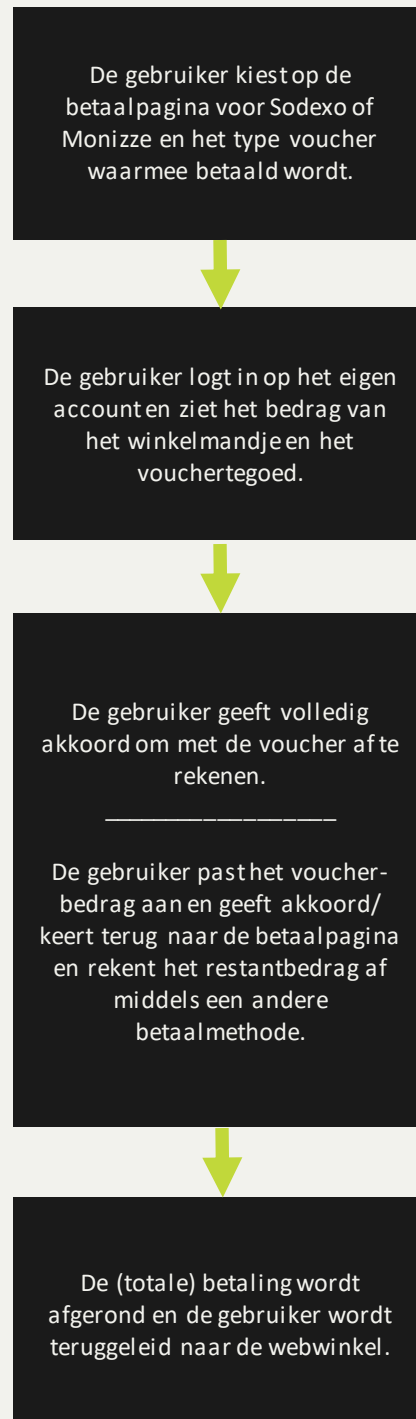 De gebruiker kiest op de
betaalpagina voor Sodexo of
Monizze en het type voucher
waarmee betaald wordt.
De gebruiker logt in op het eigen
account en ziet het bedrag van
het winkelmandje en het
vouchertegoed.
De gebruiker geeft volledig
akkoord om met de voucher af te
rekenen.
___________________
De gebruiker past het voucher-
bedrag aan en geeft akkoord/
keert terug naar de betaalpagina
en rekent het restantbedrag af
middels een andere
betaalmethode.
De (totale) betaling wordt
afgerond en de gebruiker wordt
teruggeleid naar de webwinkel.